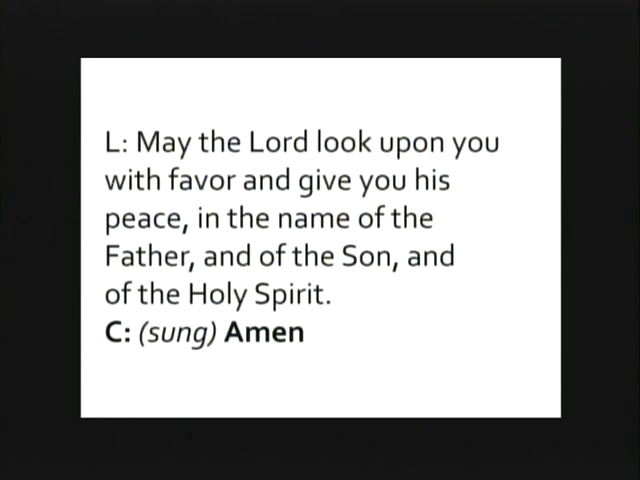 L: May the Lord look upon you
with favor and give you his
peace, in the name of the
Father, and of the Son, and
of the Holy Spirit.
C: (sung) Amen